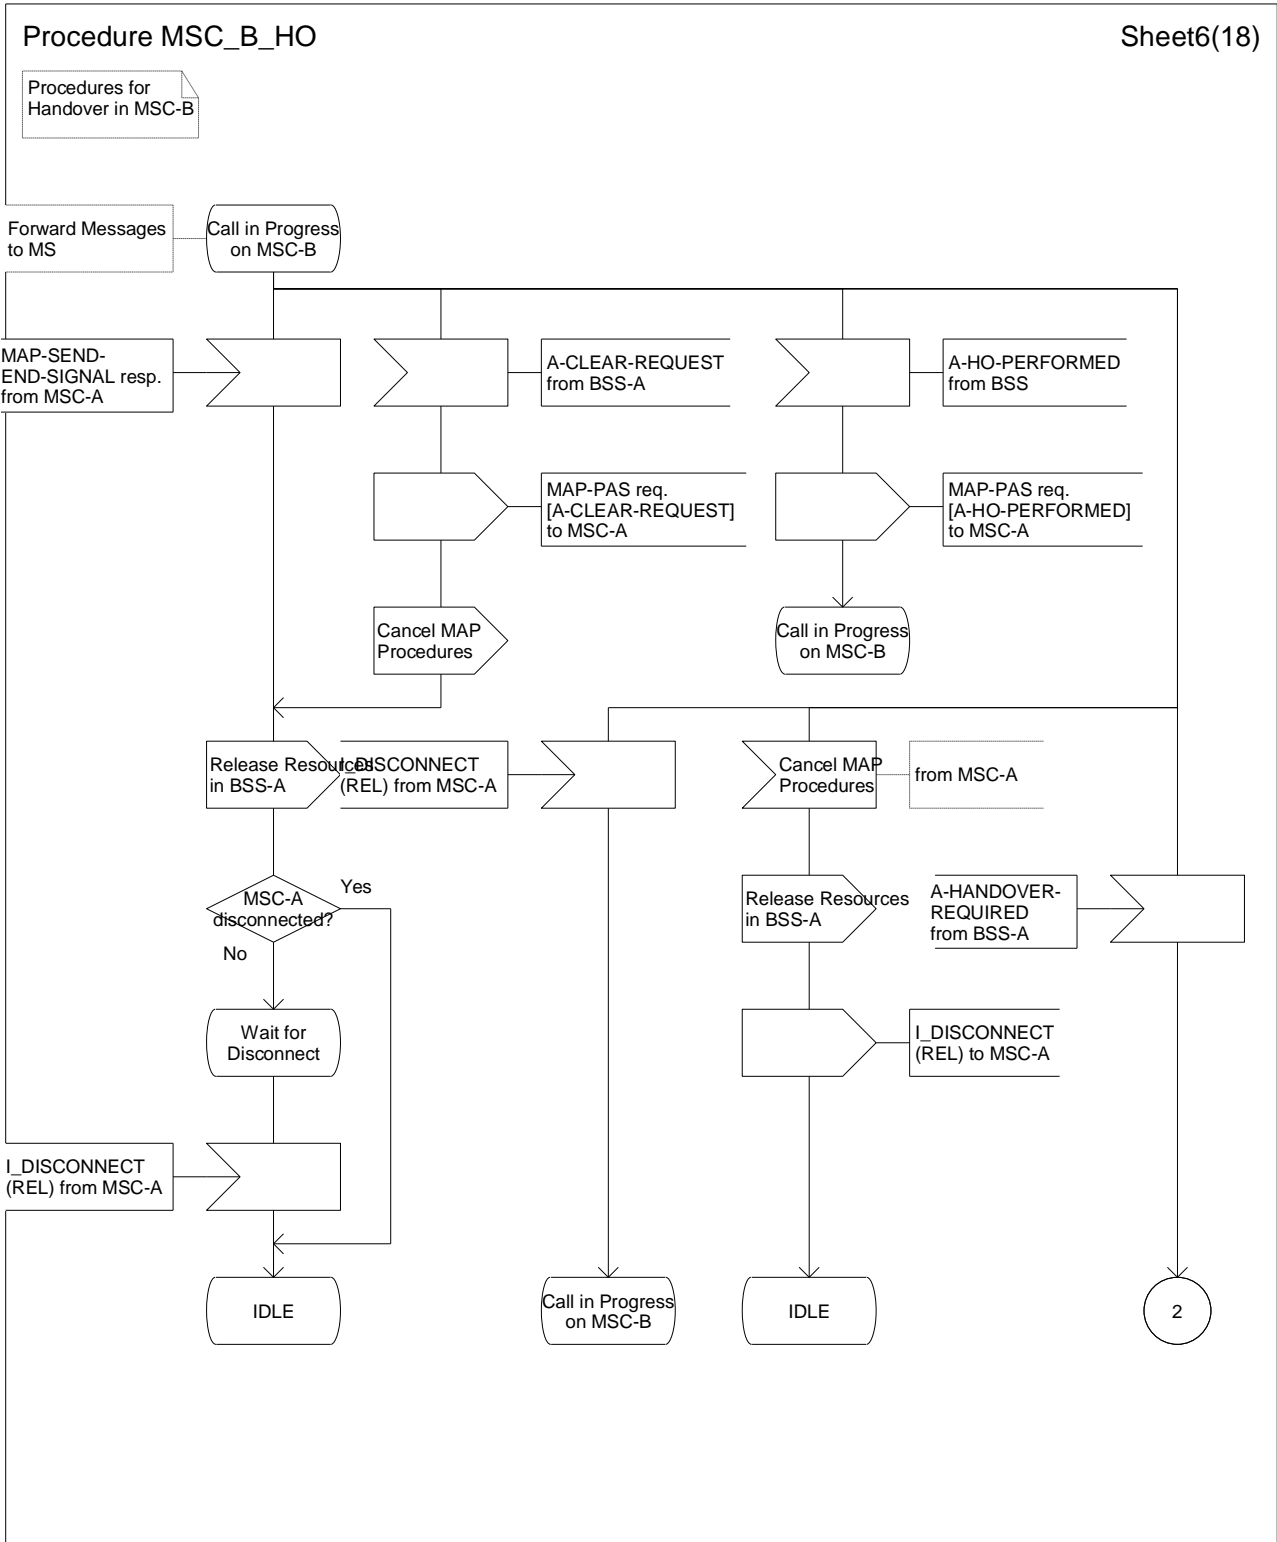 Procedure MSC_B_HO
Sheet6(18)
Procedures for
Handover in MSC-B
Forward Messages
to MS
Call in Progress
on MSC-B
MAP-SEND-
END-SIGNAL resp.
from MSC-A
A-CLEAR-REQUEST
from BSS-A
A-HO-PERFORMED
from BSS
MAP-PAS req.
[A-CLEAR-REQUEST]
to MSC-A
MAP-PAS req.
[A-HO-PERFORMED]
to MSC-A
Cancel MAP
Procedures
Call in Progress
on MSC-B
Release Resources
in BSS-A
I_DISCONNECT
(REL) from MSC-A
Cancel MAP
Procedures
from MSC-A
MSC-A
disconnected?
Yes
No
Release Resources
in BSS-A
A-HANDOVER-
REQUIRED
from BSS-A
Wait for
Disconnect
I_DISCONNECT
(REL) to MSC-A
I_DISCONNECT
(REL) from MSC-A
IDLE
Call in Progress
on MSC-B
IDLE
2